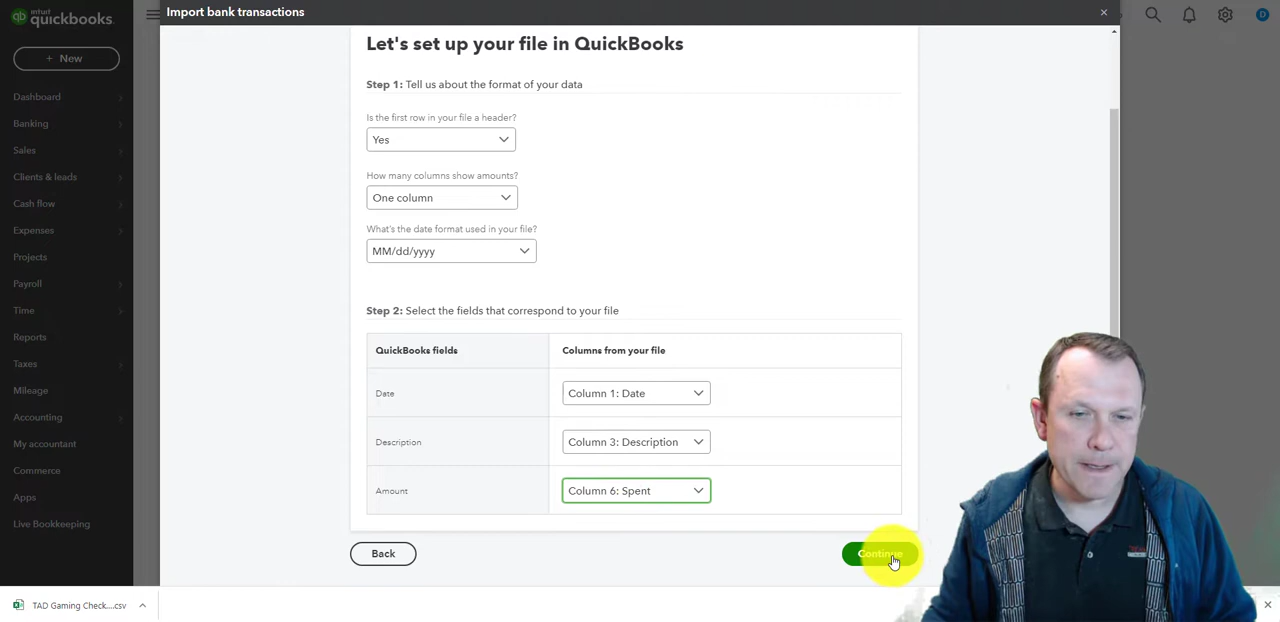 Import bank transactions
intuit
quickbooks.
+ New
Dashboard
Banking
Sales
Clients & leads
Cash flow
Expenses
Projects
Payroll
Time
Reports
Taxes
Mileage
Accounting
My accountant
Commerce
Apps
Live Bookkeeping
Let's set up your file in QuickBooks
Step 1: Tell us about the format of your data
Is the first row in your file a header?
Yes
How many columns show amounts?
One column
What's the date format used in your file?
MM/dd/yyyy
Step 2: Select the fields that correspond to your file
QuickBooks fields Columns from your file
Date Column 1: Date
Description Column 3: Description
Amount Column 6: Spent
Back
Continue
D
TAD Gaming Check....csv